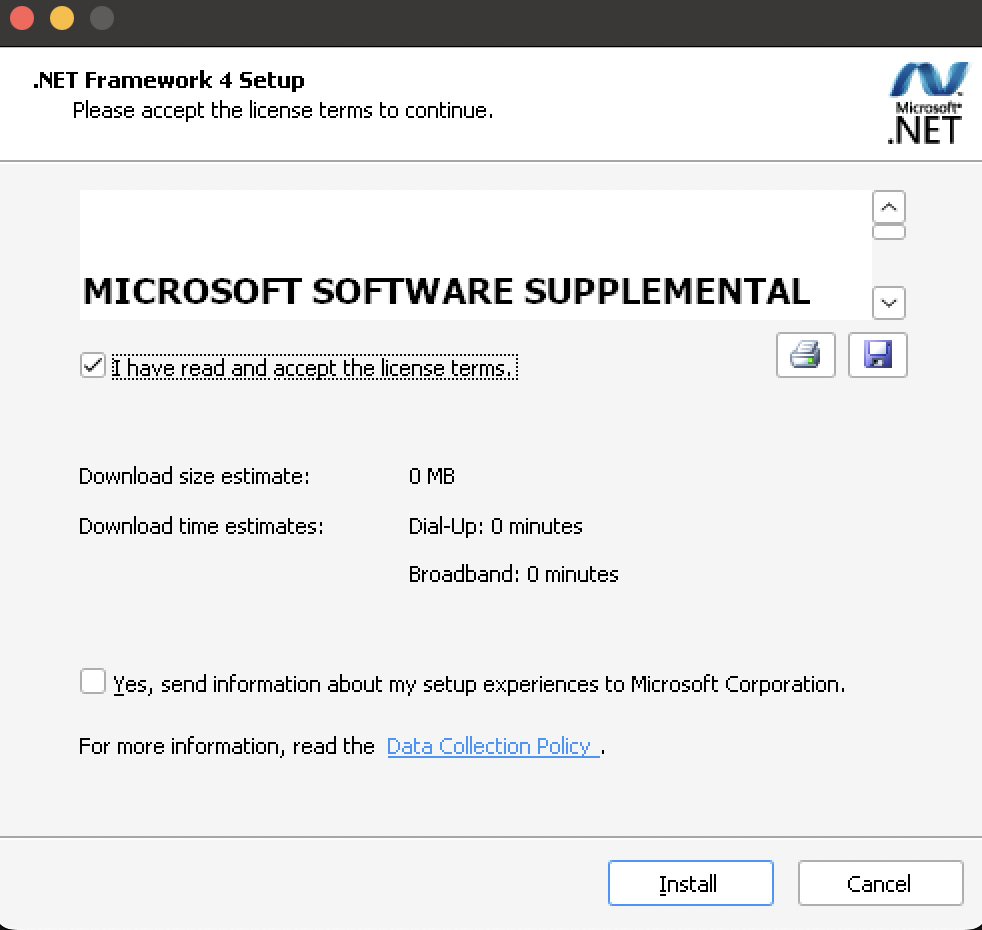 .NET Framework 4 Setup
Please accept the license terms to continue.
Microsoft®
.NET
MICROSOFT SOFTWARE SUPPLEMENTAL
I have read and accept the license terms.
Download size estimate: 0 MB
Download time estimates: Dial-Up: 0 minutes
Broadband: 0 minutes
Yes, send information about my setup experiences to Microsoft Corporation.
For more information, read the Data Collection Policy .
Install Cancel